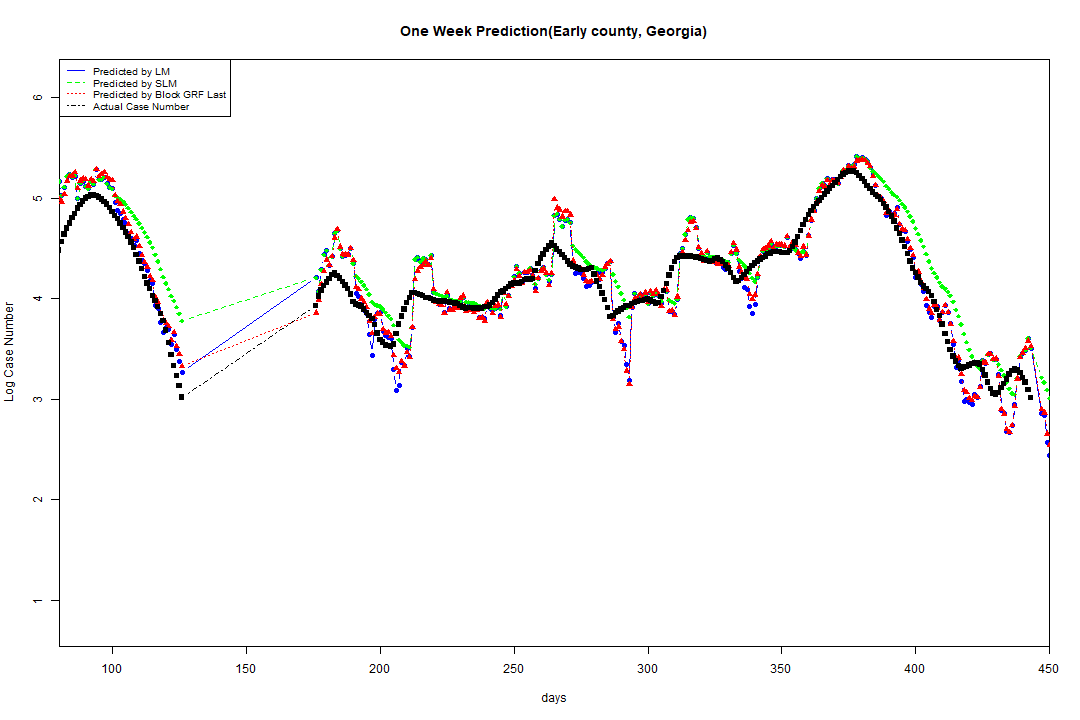 One Week Prediction(Early county, Georgia)
Predicted by LM
Predicted by SLM
Predicted by Block GRF Last
Actual Case Number
Log Case Number
6
5
4
3
2
1
100
150
200
250
300
350
400
450
days